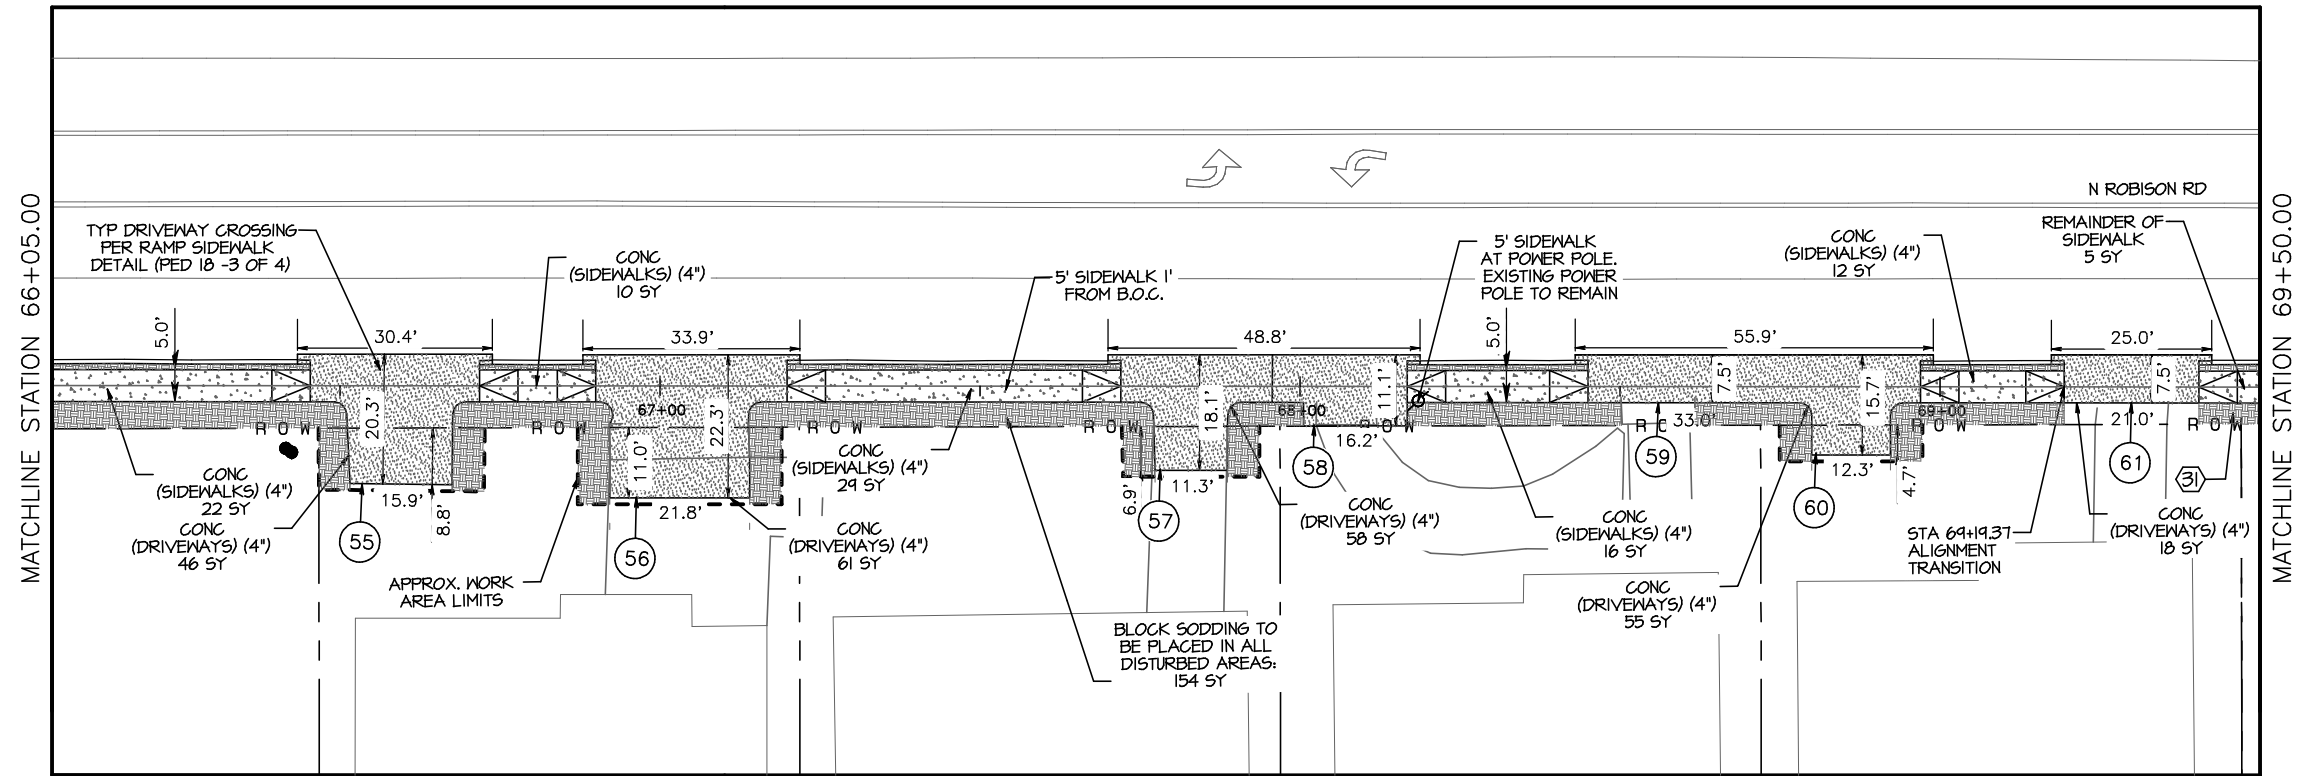 MATCHLINE STATION 66+05.00
MATCHLINE STATION 69+50.00
N ROBISON RD
TYP DRIVEWAY CROSSING
PER RAMP SIDEWALK
DETAIL (PED 18 -3 OF 4)
CONC
(SIDEWALKS) (4")
10 SY
5' SIDEWALK 1'
FROM B.O.C.
5' SIDEWALK
AT POWER POLE.
EXISTING POWER
POLE TO REMAIN
CONC
(SIDEWALKS) (4")
12 SY
REMAINDER OF
SIDEWALK
5 SY
5.0'
30.4'
33.9'
48.8'
5.0'
55.9'
25.0'
20.3'
22.3'
11.0'
18.1'
11.1'
7.5'
15.7'
7.5'
67+00
68+00
69+00
R O W
R O W
R O W
R O W
R O W
R O
R O W
R O W
33.0'
21.0'
16.2'
15.9'
8.8'
21.8'
11.3'
6.9'
12.3'
4.7'
55
56
57
58
59
60
61
31
CONC
(SIDEWALKS) (4")
22 SY
CONC
(DRIVEWAYS) (4")
46 SY
APPROX. WORK
AREA LIMITS
CONC
(SIDEWALKS) (4")
29 SY
CONC
(DRIVEWAYS) (4")
61 SY
BLOCK SODDING TO
BE PLACED IN ALL
DISTURBED AREAS:
154 SY
CONC
(DRIVEWAYS) (4")
58 SY
CONC
(SIDEWALKS) (4")
16 SY
CONC
(DRIVEWAYS) (4")
55 SY
STA 69+19.37
ALIGNMENT
TRANSITION
CONC
(DRIVEWAYS) (4")
18 SY